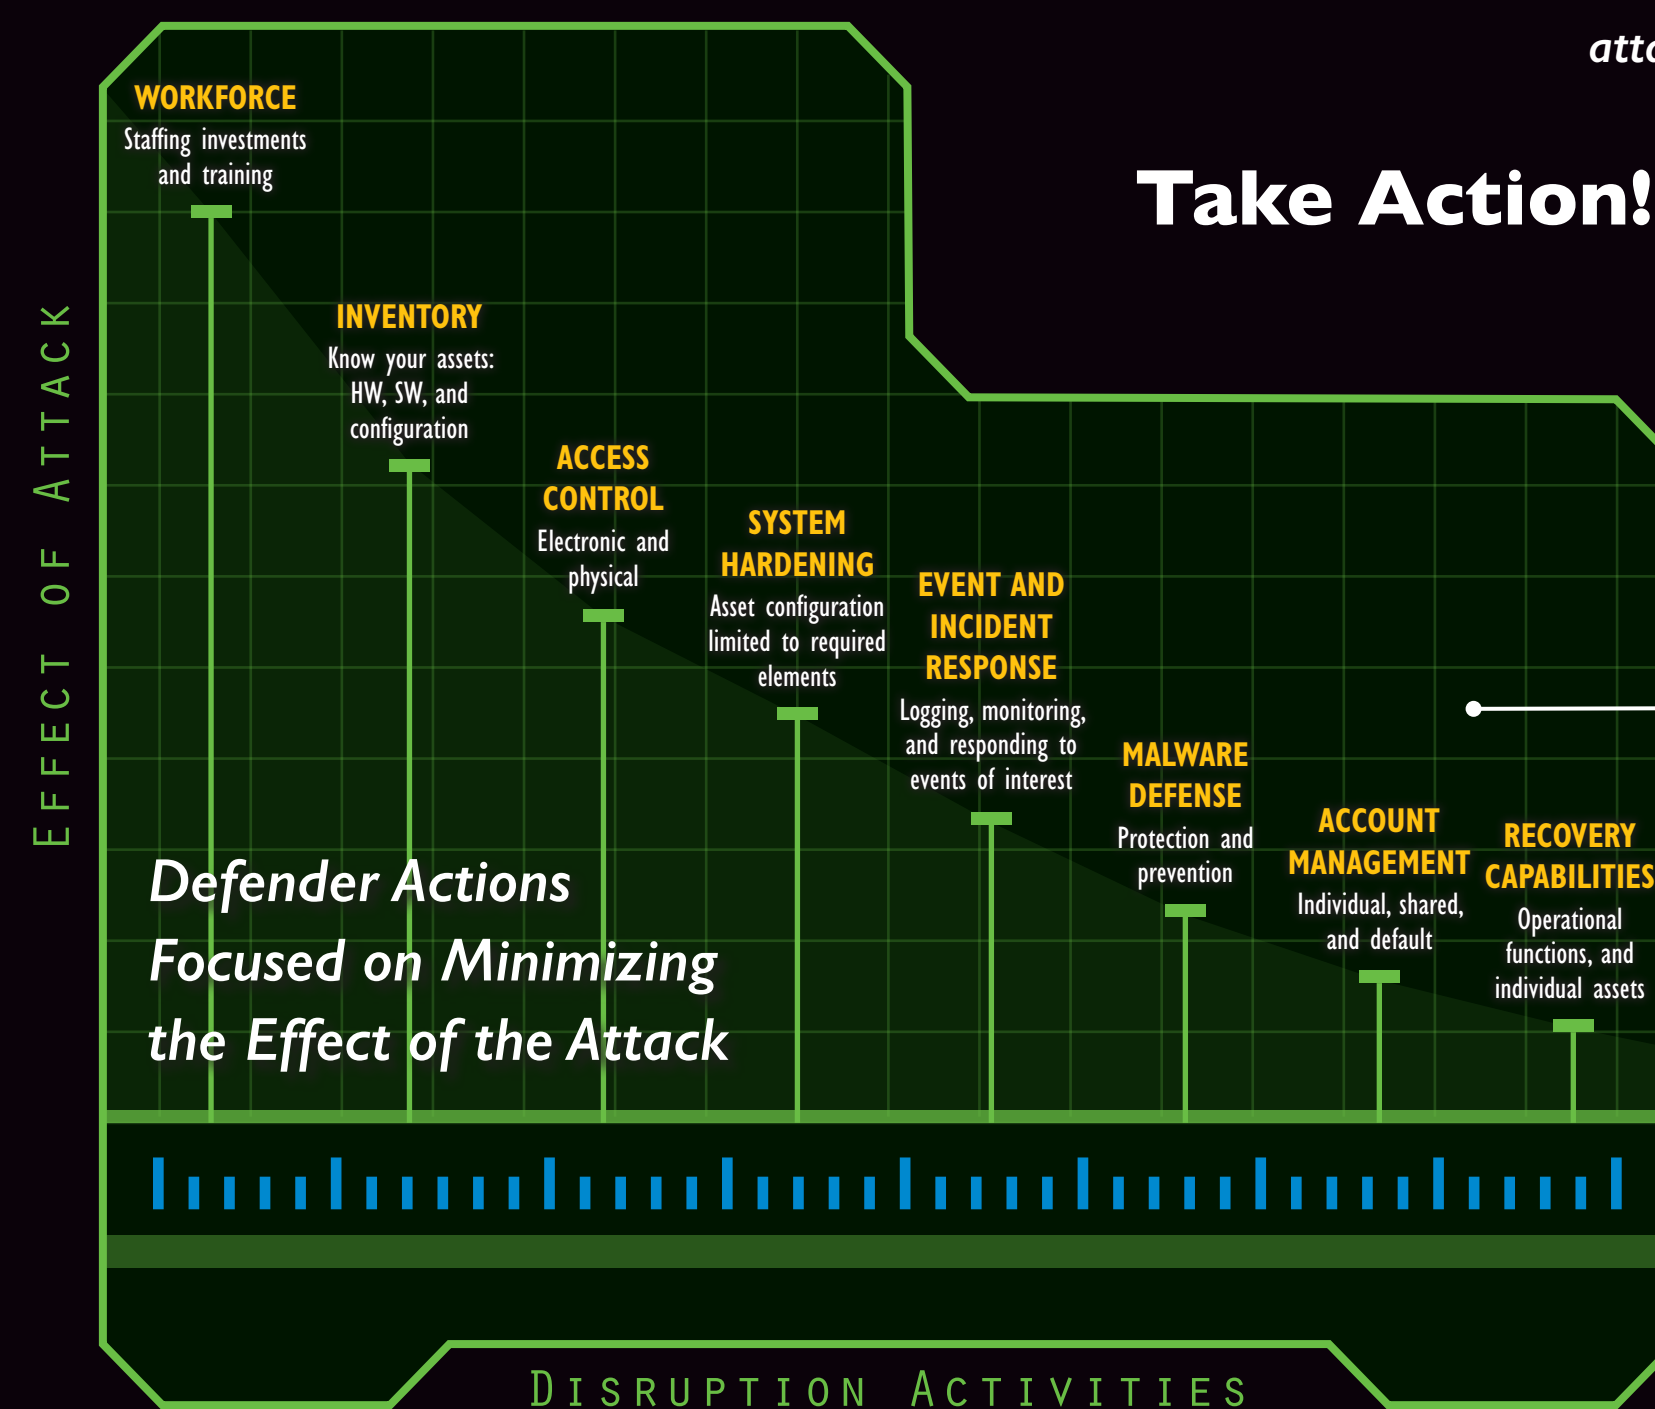 Take Action!
WORKFORCE
Staffing investments
and training
INVENTORY
Know your assets:
HW, SW, and
configuration
ACCESS
CONTROL
Electronic and
physical
SYSTEM
HARDENING
Asset configuration
limited to required
elements
EVENT AND
INCIDENT
RESPONSE
Logging, monitoring,
and responding to
events of interest
MALWARE
DEFENSE
Protection and
prevention
ACCOUNT
MANAGEMENT
Individual, shared,
and default
RECOVERY
CAPABILITIES
Operational
functions, and
individual assets
EFFECT OF ATTACK
Defender Actions
Focused on Minimizing
the Effect of the Attack
DISRUPTION ACTIVITIES